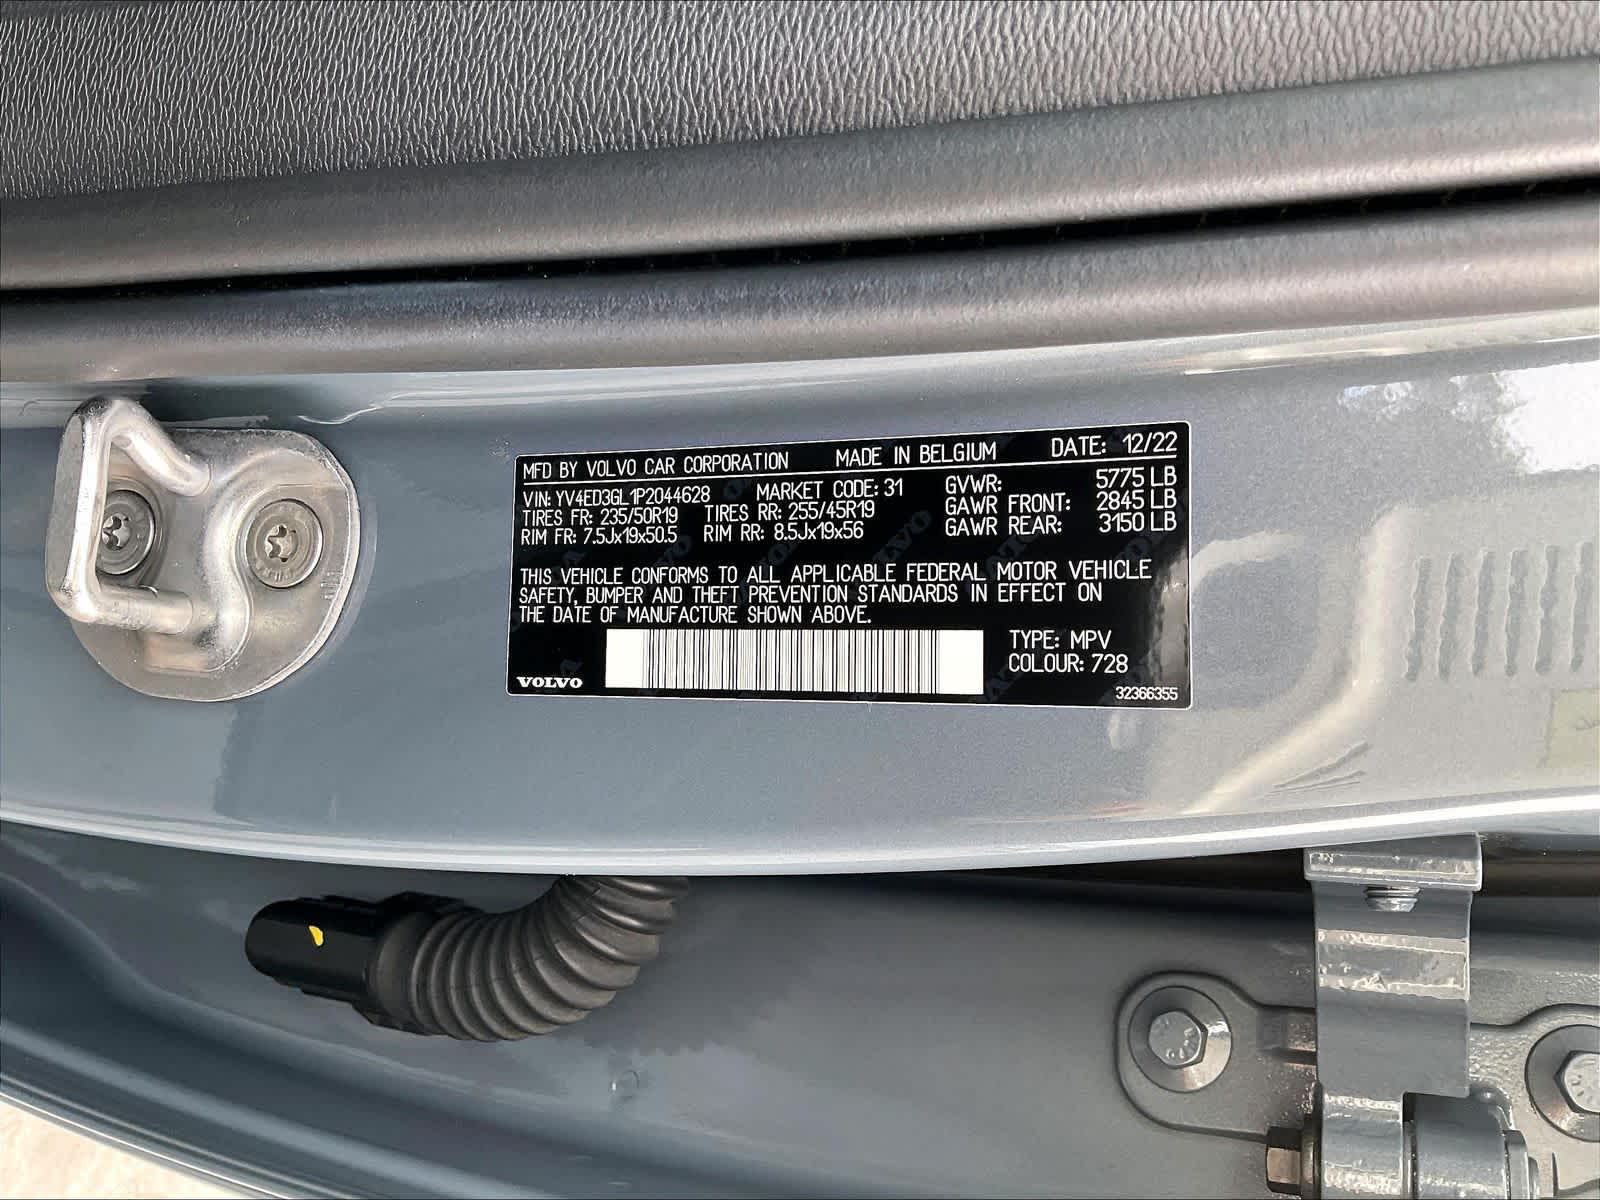 MFD BY VOLVO CAR CORPORATION MADE IN BELGIUM DATE: 12/22
VIN: YV4ED3GL1P2044628 MARKET CODE: 31 GVWR: 5775 LB
TIRES FR: 235/50R19 TIRES RR: 255/45R19 GAWR FRONT: 2845 LB
RIM FR: 7.5Jx19x50.5 RIM RR: 8.5Jx19x56 GAWR REAR: 3150 LB
THIS VEHICLE CONFORMS TO ALL APPLICABLE FEDERAL MOTOR VEHICLE
SAFETY, BUMPER AND THEFT PREVENTION STANDARDS IN EFFECT ON
THE DATE OF MANUFACTURE SHOWN ABOVE.
TYPE: MPV
COLOUR: 728
VOLVO 32366355